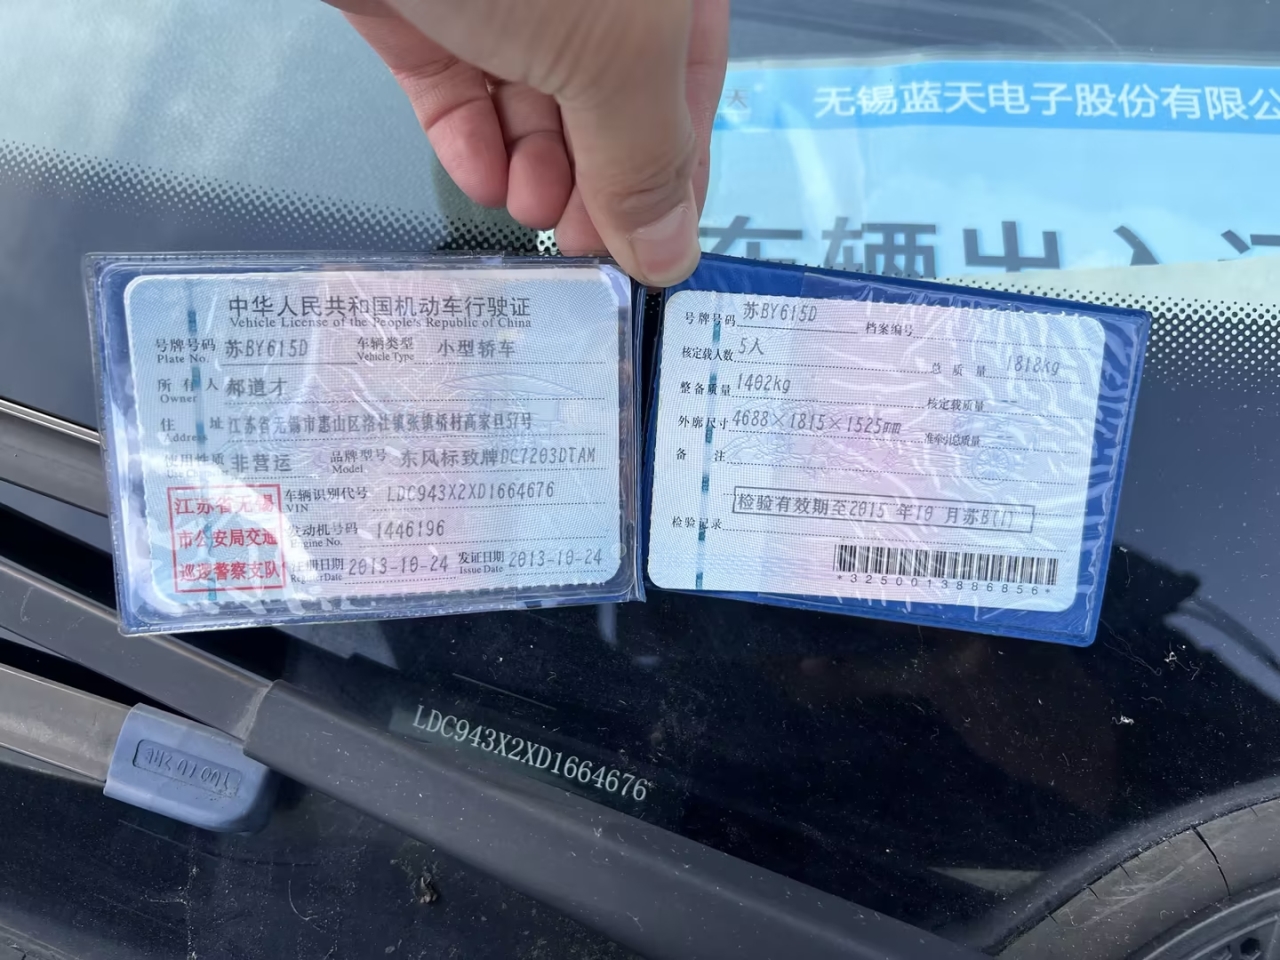 天
无锡蓝天电子股份有限公
车辆出入证
中华人民共和国机动车行驶证
Vehicle License of the People's Republic of China
号牌号码 苏BY615D 车辆类型 小型轿车
Plate No. Vehicle Type
所有人 郝道才
Owner
住址 江苏省无锡市惠山区洛社镇张镇桥村高家旦57号
Address
使用性质 非营运 品牌型号 东风标致牌DC7203DTAM
Model
江苏省无锡
市公安局交通
巡逻警察支队
车辆识别代号 LDC943X2XD1664676
VIN
发动机号码 1446196
Engine No.
注册日期 2013-10-24 发证日期 2013-10-24
Register Date Issue Date
号牌号码 苏BY615D 档案编号
核定载人数 5人 总质量 1818kg
整备质量 1402kg 核定载质量 --
外廓尺寸 4688×1815×1525mm 准牵引总质量 --
备注
检验有效期至2015 年10 月苏B(1)
检验记录
*3250013886856*
LDC943X2XD1664676